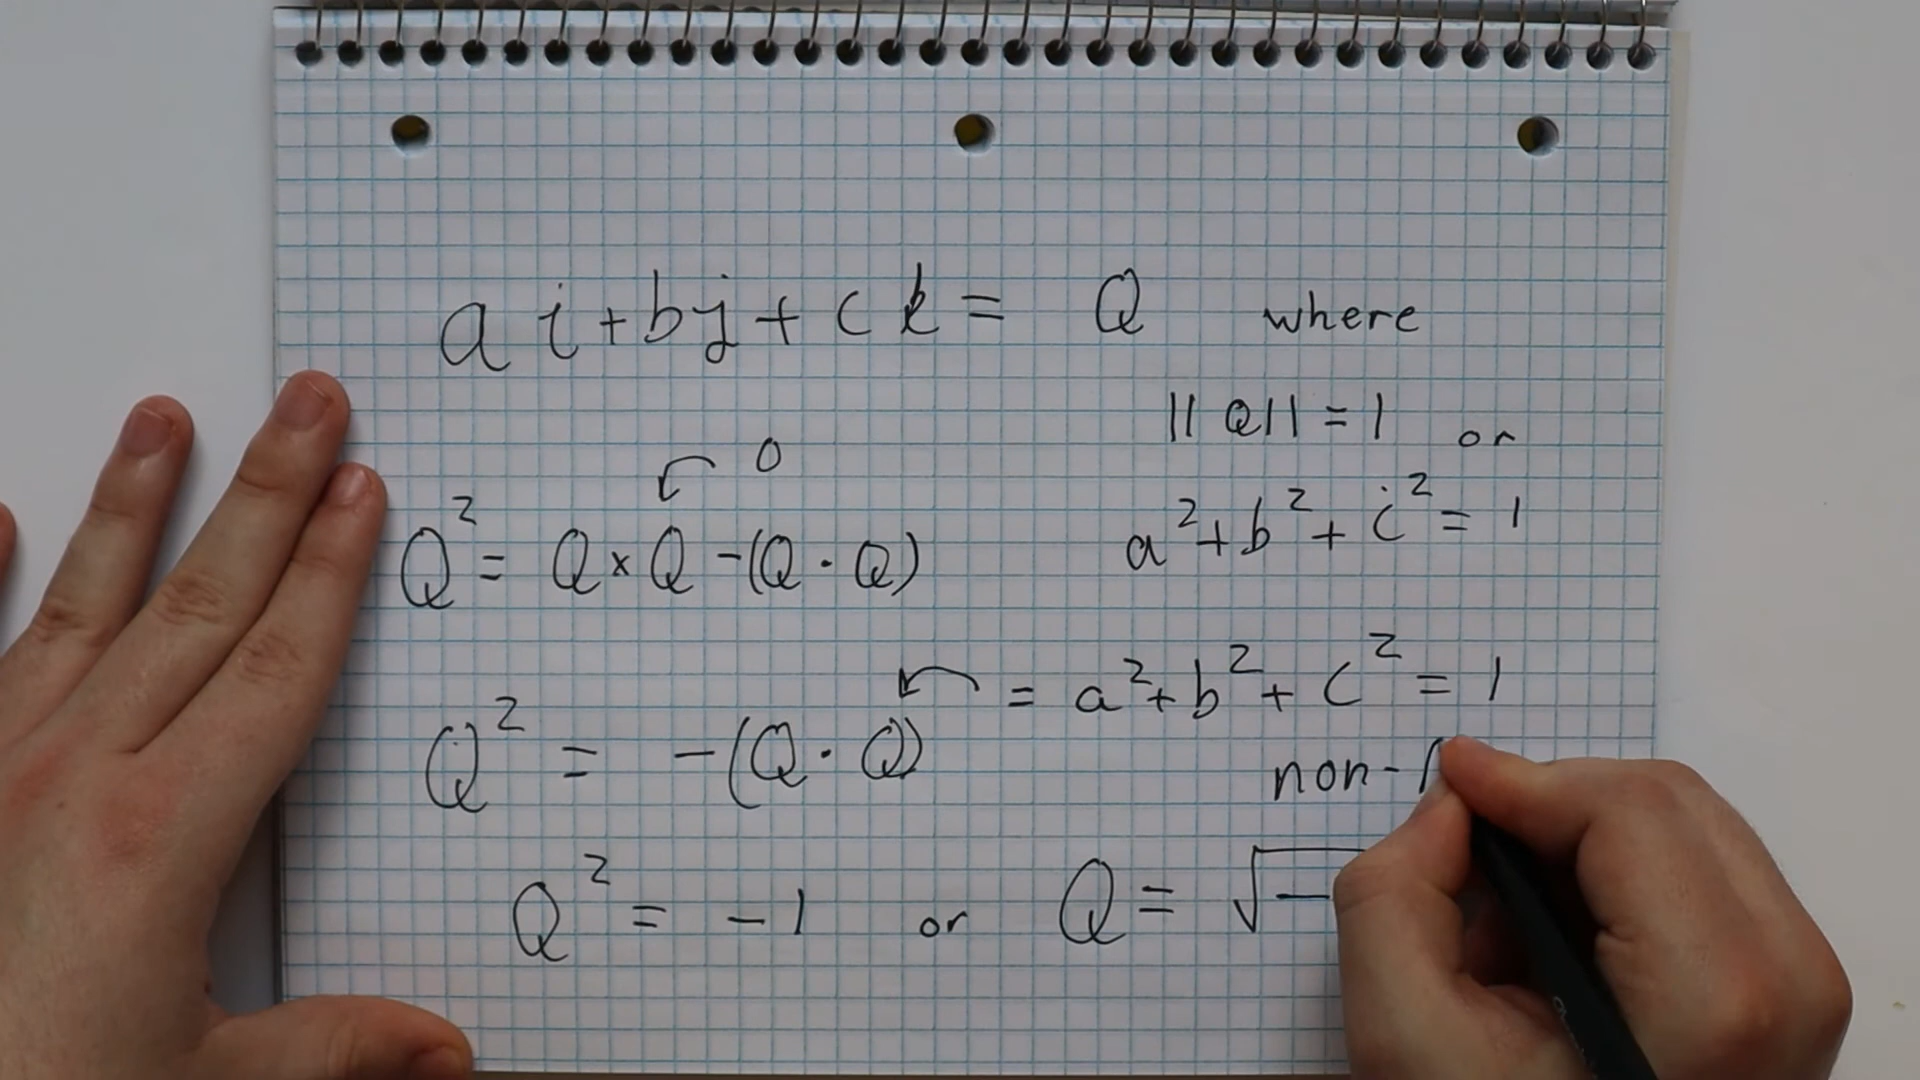 ai+bj+ck = Q where
||Q|| = 1 or
0
a²+b²+c²=1
Q²= Q×Q -(Q·Q)
= a²+b²+c²=1
Q² = -(Q·Q)
non-
Q² = -1 or Q= √-